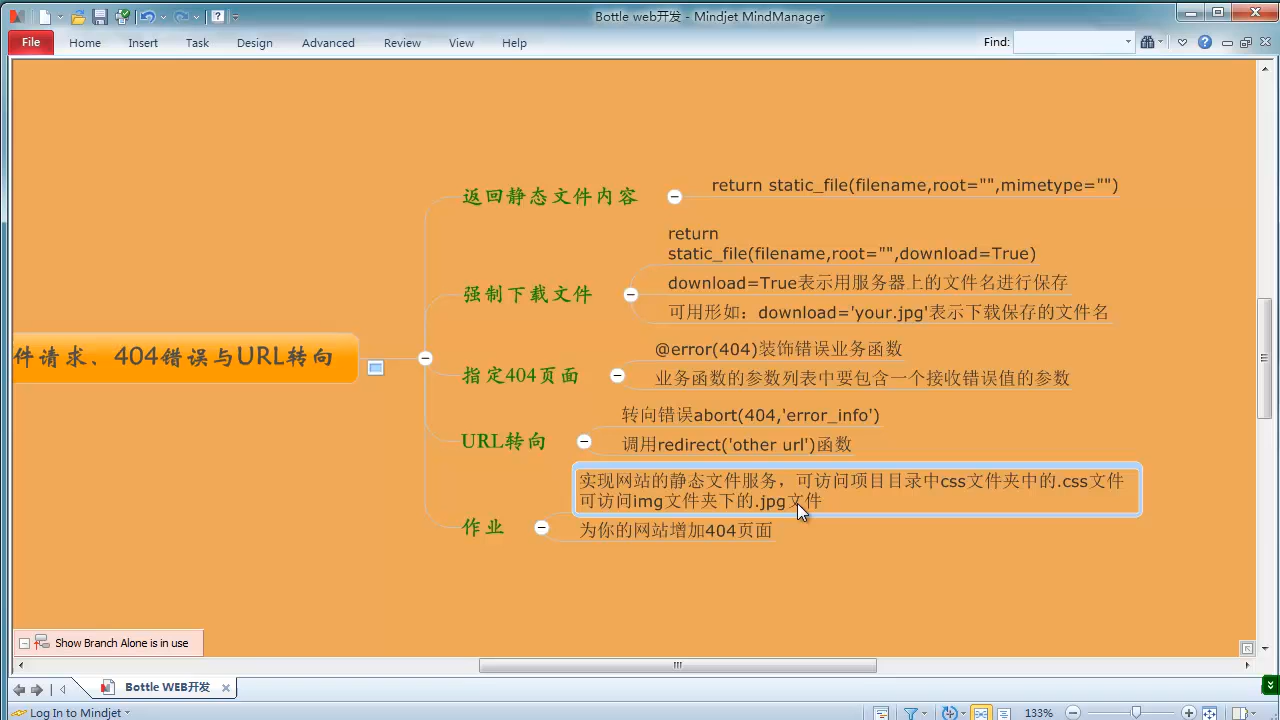 Bottle web开发 - Mindjet MindManager
File Home Insert Task Design Advanced Review View Help Find:
返回静态文件内容
return static_file(filename,root="",mimetype="")
强制下载文件
return
static_file(filename,root="",download=True)
download=True表示用服务器上的文件名进行保存
可用形如：download='your.jpg'表示下载保存的文件名
件请求、404错误与URL转向
指定404页面
@error(404)装饰错误业务函数
业务函数的参数列表中要包含一个接收错误值的参数
URL转向
转向错误abort(404,'error_info')
调用redirect('other url')函数
作业
实现网站的静态文件服务，可访问项目目录中css文件夹中的.css文件
可访问img文件夹下的.jpg文件
为你的网站增加404页面
Show Branch Alone is in use
Bottle WEB开发
Log In to Mindjet
133%